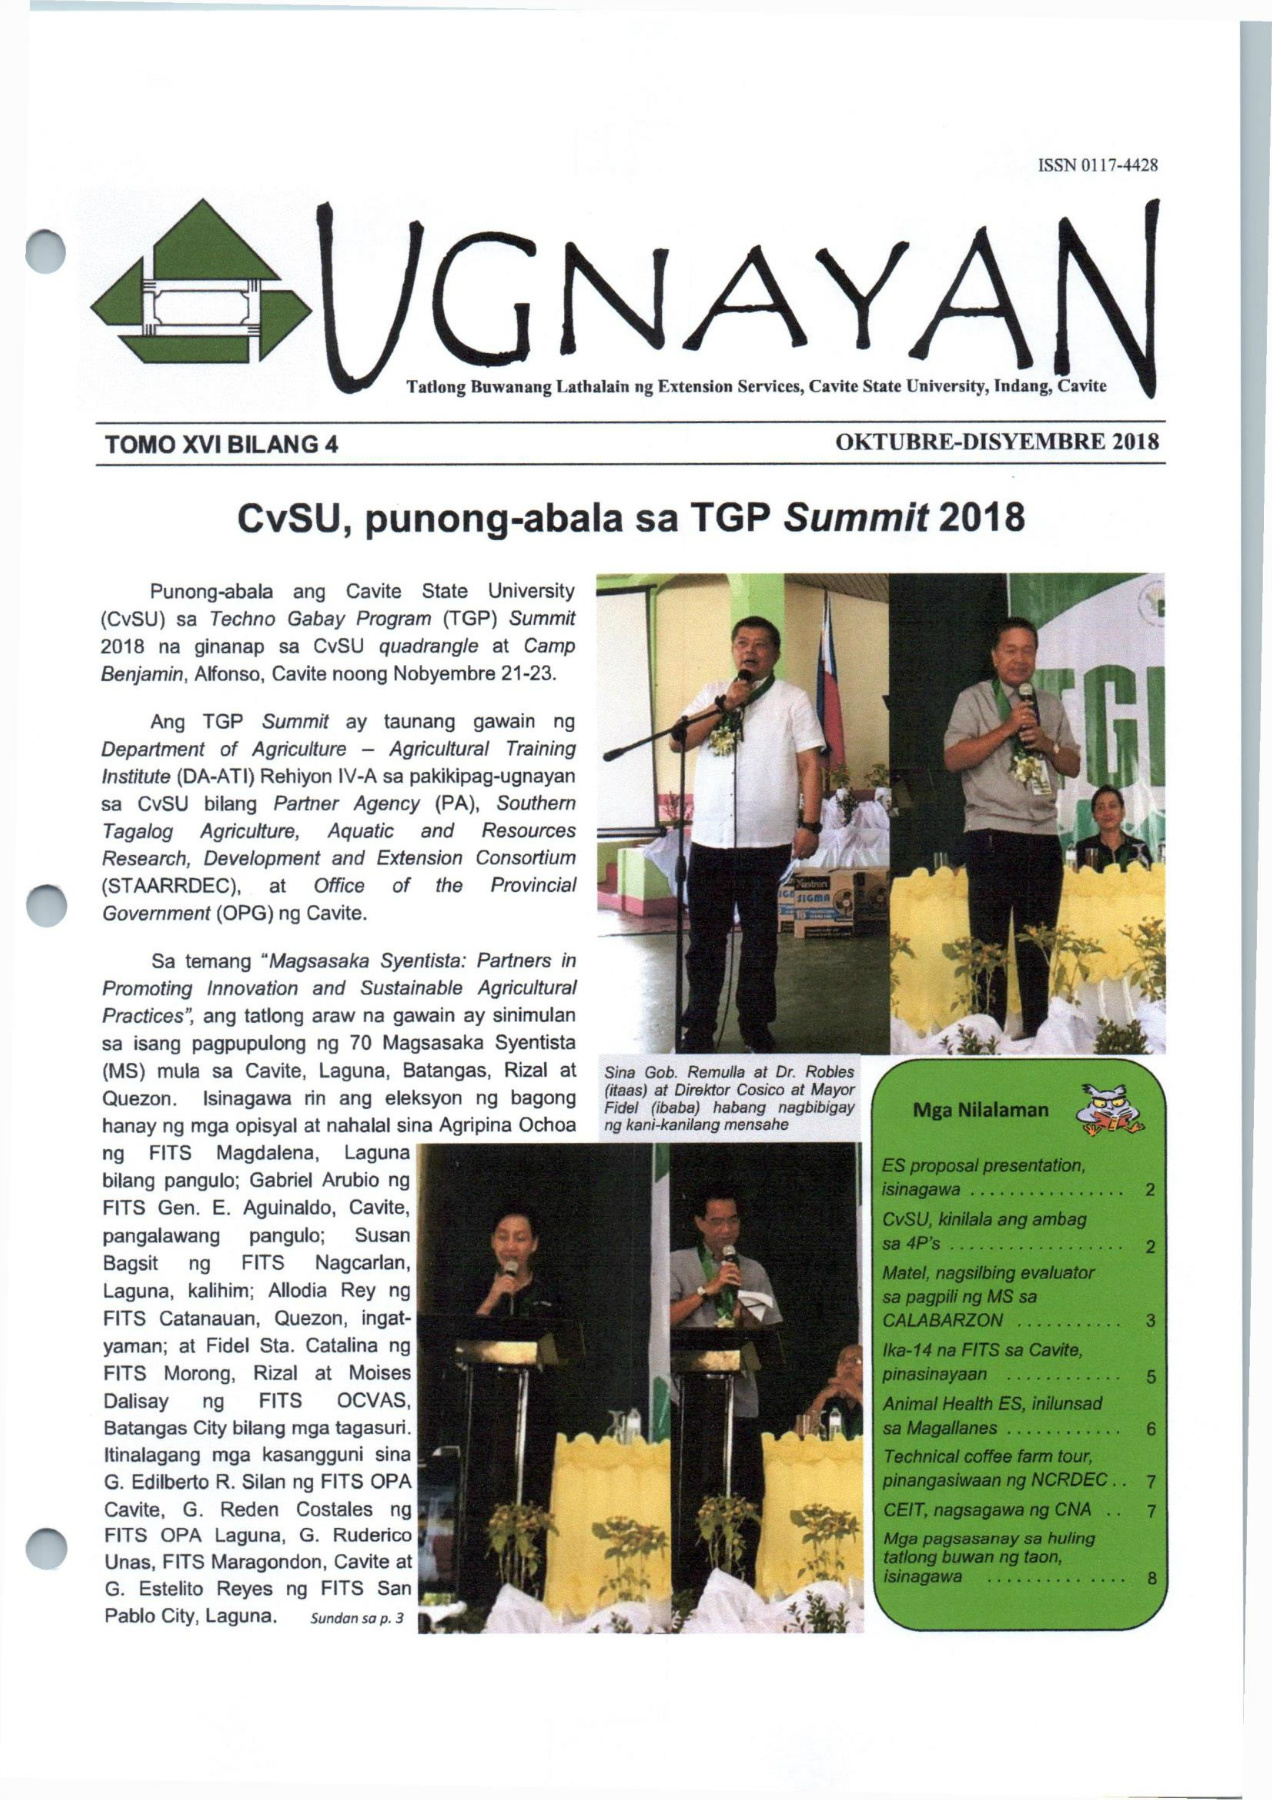 ISSN 0117-4428
UGNAYAN
Tatlong Buwanang Lathalain ng Extension Services, Cavite State University, Indang, Cavite
TOMO XVI BILANG 4
OKTUBRE-DISYEMBRE 2018
CvSU, punong-abala sa TGP Summit 2018
Punong-abala ang Cavite State University
(CvSU) sa Techno Gabay Program (TGP) Summit
2018 na ginanap sa CvSU quadrangle at Camp
Benjamin, Alfonso, Cavite noong Nobyembre 21-23.
Ang TGP Summit ay taunang gawain ng
Department of Agriculture – Agricultural Training
Institute (DA-ATI) Rehiyon IV-A sa pakikipag-ugnayan
sa CvSU bilang Partner Agency (PA), Southern
Tagalog Agriculture, Aquatic and Resources
Research, Development and Extension Consortium
(STAARRDEC), at Office of the Provincial
Government (OPG) ng Cavite.
Sa temang "Magsasaka Syentista: Partners in
Promoting Innovation and Sustainable Agricultural
Practices", ang tatlong araw na gawain ay sinimulan
sa isang pagpupulong ng 70 Magsasaka Syentista
(MS) mula sa Cavite, Laguna, Batangas, Rizal at
Quezon. Isinagawa rin ang eleksyon ng bagong
hanay ng mga opisyal at nahalal sina Agripina Ochoa
ng FITS Magdalena, Laguna
bilang pangulo; Gabriel Arubio ng
FITS Gen. E. Aguinaldo, Cavite,
pangalawang pangulo; Susan
Bagsit ng FITS Nagcarlan,
Laguna, kalihim; Allodia Rey ng
FITS Catanauan, Quezon, ingat-
yaman; at Fidel Sta. Catalina ng
FITS Morong, Rizal at Moises
Dalisay ng FITS OCVAS,
Batangas City bilang mga tagasuri.
Itinalagang mga kasangguni sina
G. Edilberto R. Silan ng FITS OPA
Cavite, G. Reden Costales ng
FITS OPA Laguna, G. Ruderico
Unas, FITS Maragondon, Cavite at
G. Estelito Reyes ng FITS San
Pablo City, Laguna. Sundan sa p. 3
TGP
SIGMA
Sina Gob. Remulla at Dr. Robles
(itaas) at Direktor Cosico at Mayor
Fidel (ibaba) habang nagbibigay
ng kani-kanilang mensahe
Mga Nilalaman
ES proposal presentation,
isinagawa ................ 2
CvSU, kinilala ang ambag
sa 4P's .................. 2
Matel, nagsilbing evaluator
sa pagpili ng MS sa
CALABARZON ........... 3
Ika-14 na FITS sa Cavite,
pinasinayaan ............ 5
Animal Health ES, inilunsad
sa Magallanes ............ 6
Technical coffee farm tour,
pinangasiwaan ng NCRDEC .. 7
CEIT, nagsagawa ng CNA .. 7
Mga pagsasanay sa huling
tatlong buwan ng taon,
isinagawa .............. 8